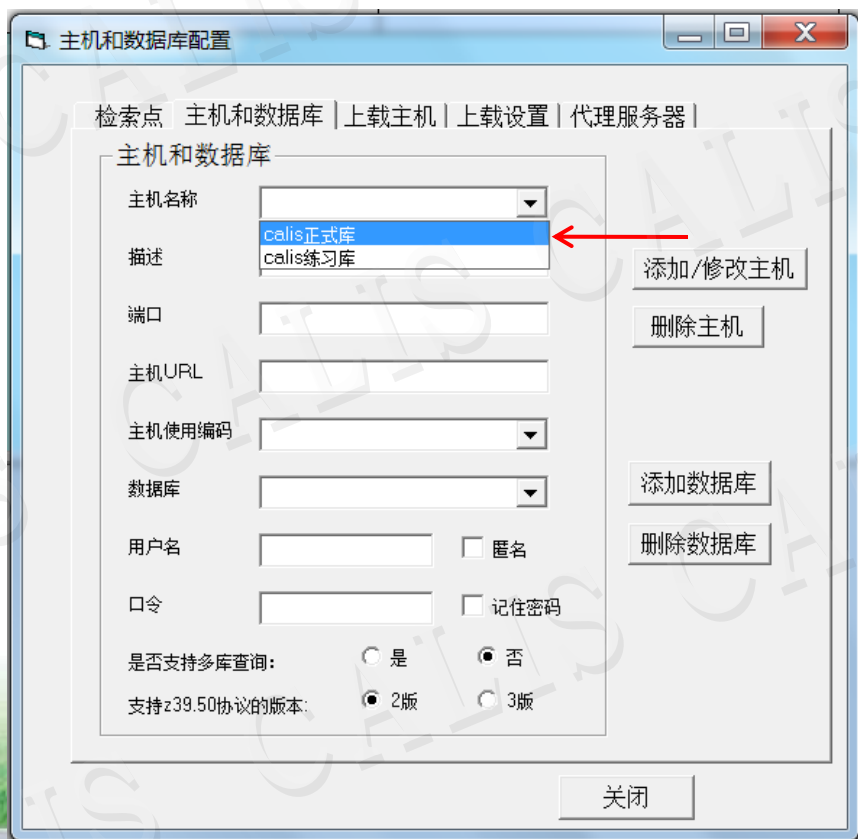 主机和数据库配置
检索点 主机和数据库 上载主机 上载设置 代理服务器
主机和数据库
主机名称
calis正式库
描述 calis练习库
添加/修改主机
端口
删除主机
主机URL
主机使用编码
数据库 添加数据库
用户名 匿名 删除数据库
口令 记住密码
是否支持多库查询: 是 否
支持z39.50协议的版本: 2版 3版
关闭
CALIS CALIS CALIS